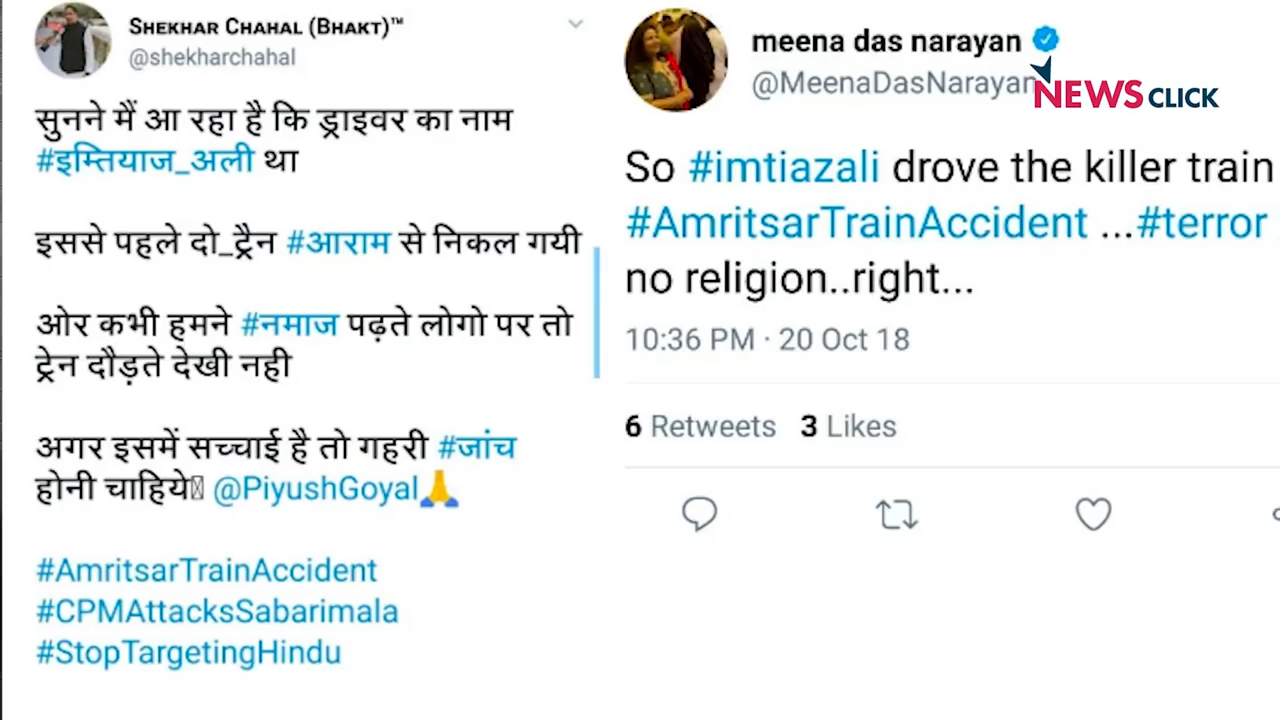 SHEKHAR CHAHAL (BHAKT)™
@shekharchahal
सुनने मैं आ रहा है कि ड्राइवर का नाम
#इम्तियाज_अली था
इससे पहले दो_ट्रैन #आराम से निकल गयी
ओर कभी हमने #नमाज पढ़ते लोगो पर तो
ट्रेन दौड़ते देखी नही
अगर इसमें सच्चाई है तो गहरी #जांच
होनी चाहिये @PiyushGoyal🙏
#AmritsarTrainAccident
#CPMAttacksSabarimala
#StopTargetingHindu
meena das narayan
@MeenaDasNarayan
NEWSCLICK
So #imtiazali drove the killer train
#AmritsarTrainAccident ...#terror
no religion..right...
10:36 PM · 20 Oct 18
6 Retweets 3 Likes